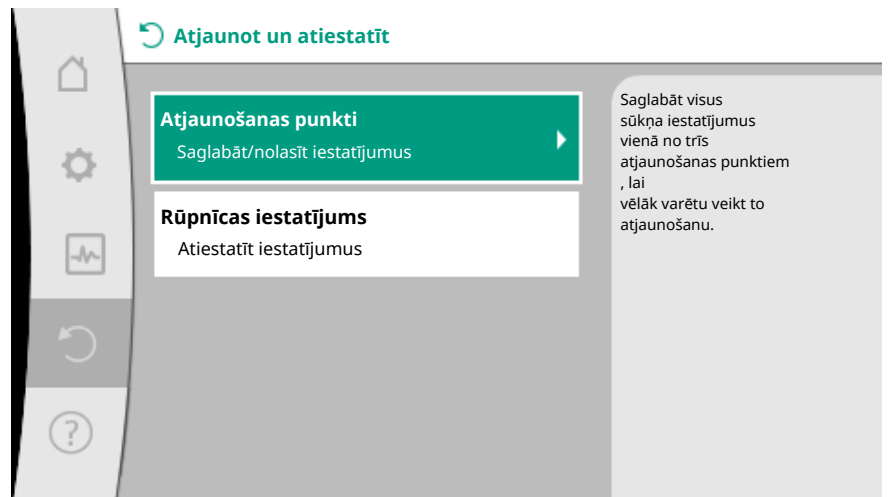 Atjaunot un atiestatīt
Atjaunošanas punkti
Saglabāt/nolasīt iestatījumus
Rūpnīcas iestatījums
Atiestatīt iestatījumus
Saglabāt visus
sūkņa iestatījumus
vienā no trīs
atjaunošanas punktiem
, lai
vēlāk varētu veikt to
atjaunošanu.
?